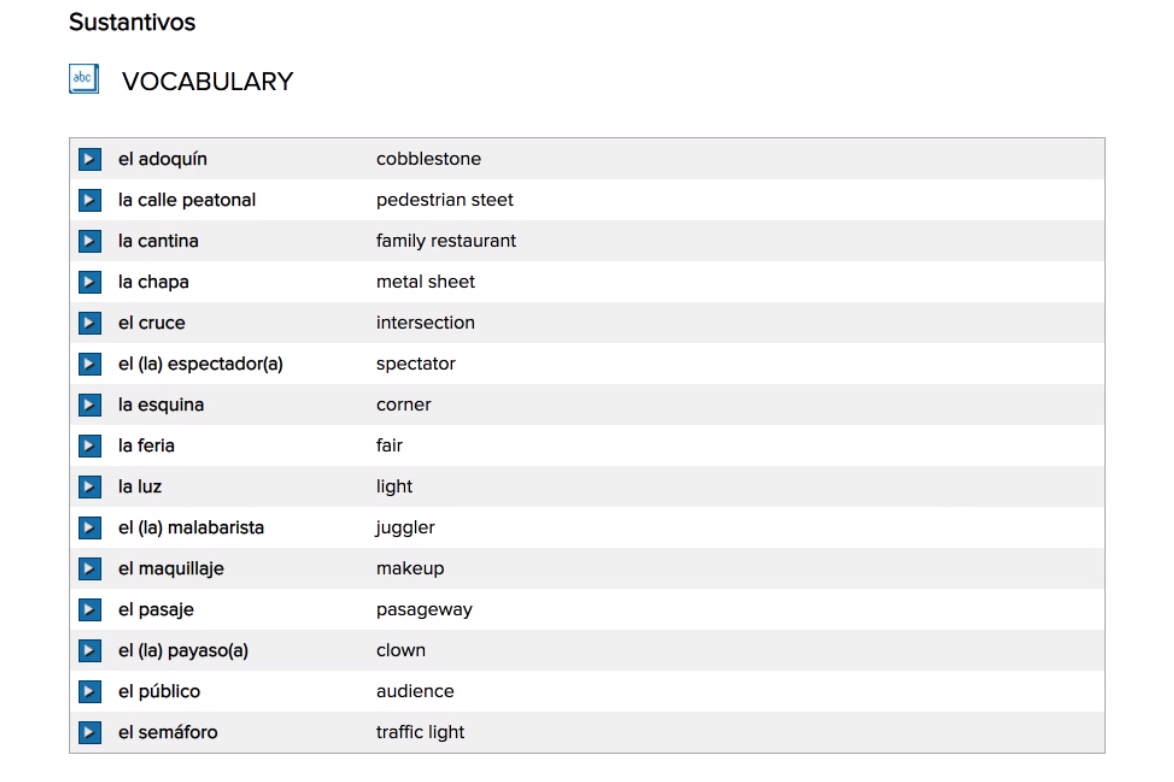 Sustantivos
abc VOCABULARY
el adoquín cobblestone
la calle peatonal pedestrian steet
la cantina family restaurant
la chapa metal sheet
el cruce intersection
el (la) espectador(a) spectator
la esquina corner
la feria fair
la luz light
el (la) malabarista juggler
el maquillaje makeup
el pasaje pasageway
el (la) payaso(a) clown
el público audience
el semáforo traffic light